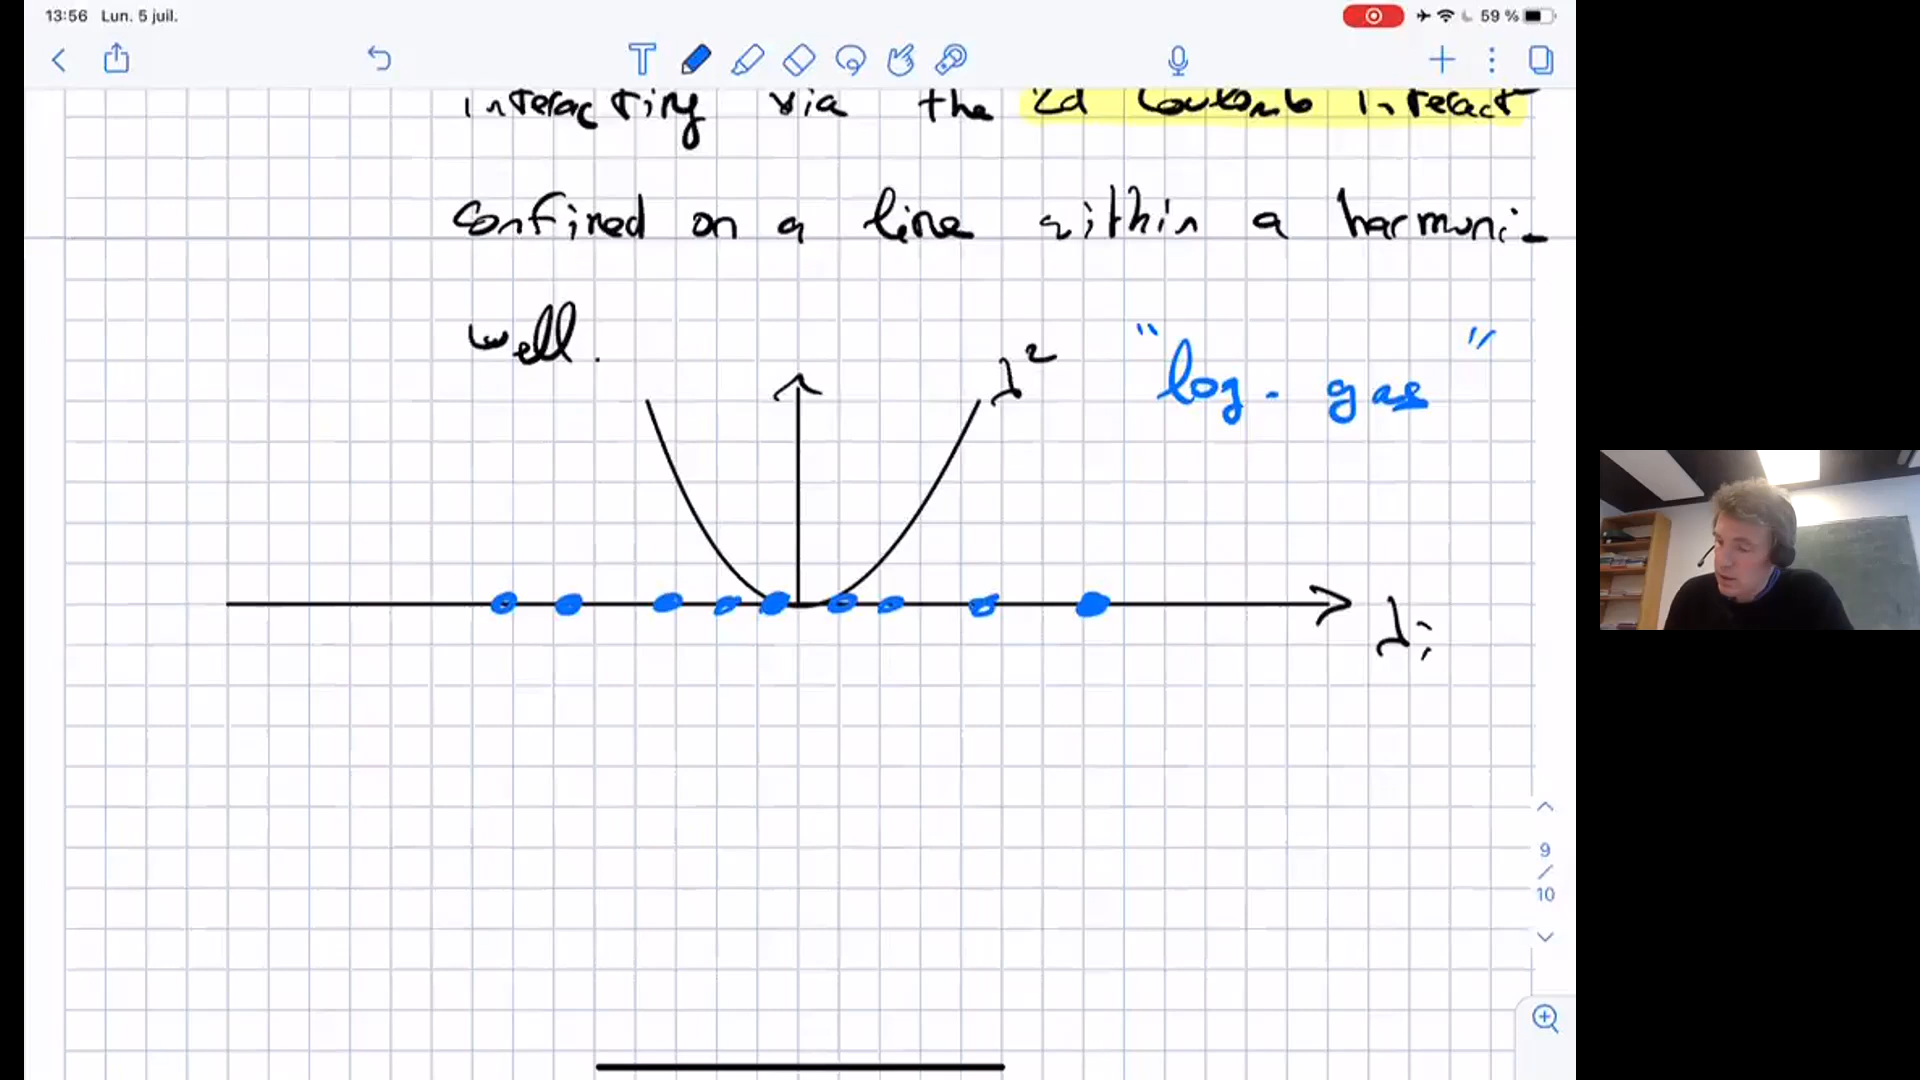 13:56 Lun. 5 juil. 59 %
interacting via the 2d Coulomb interact
confined on a line within a harmoni-
well.
λ²
"log-gas"
λi
9
/
10